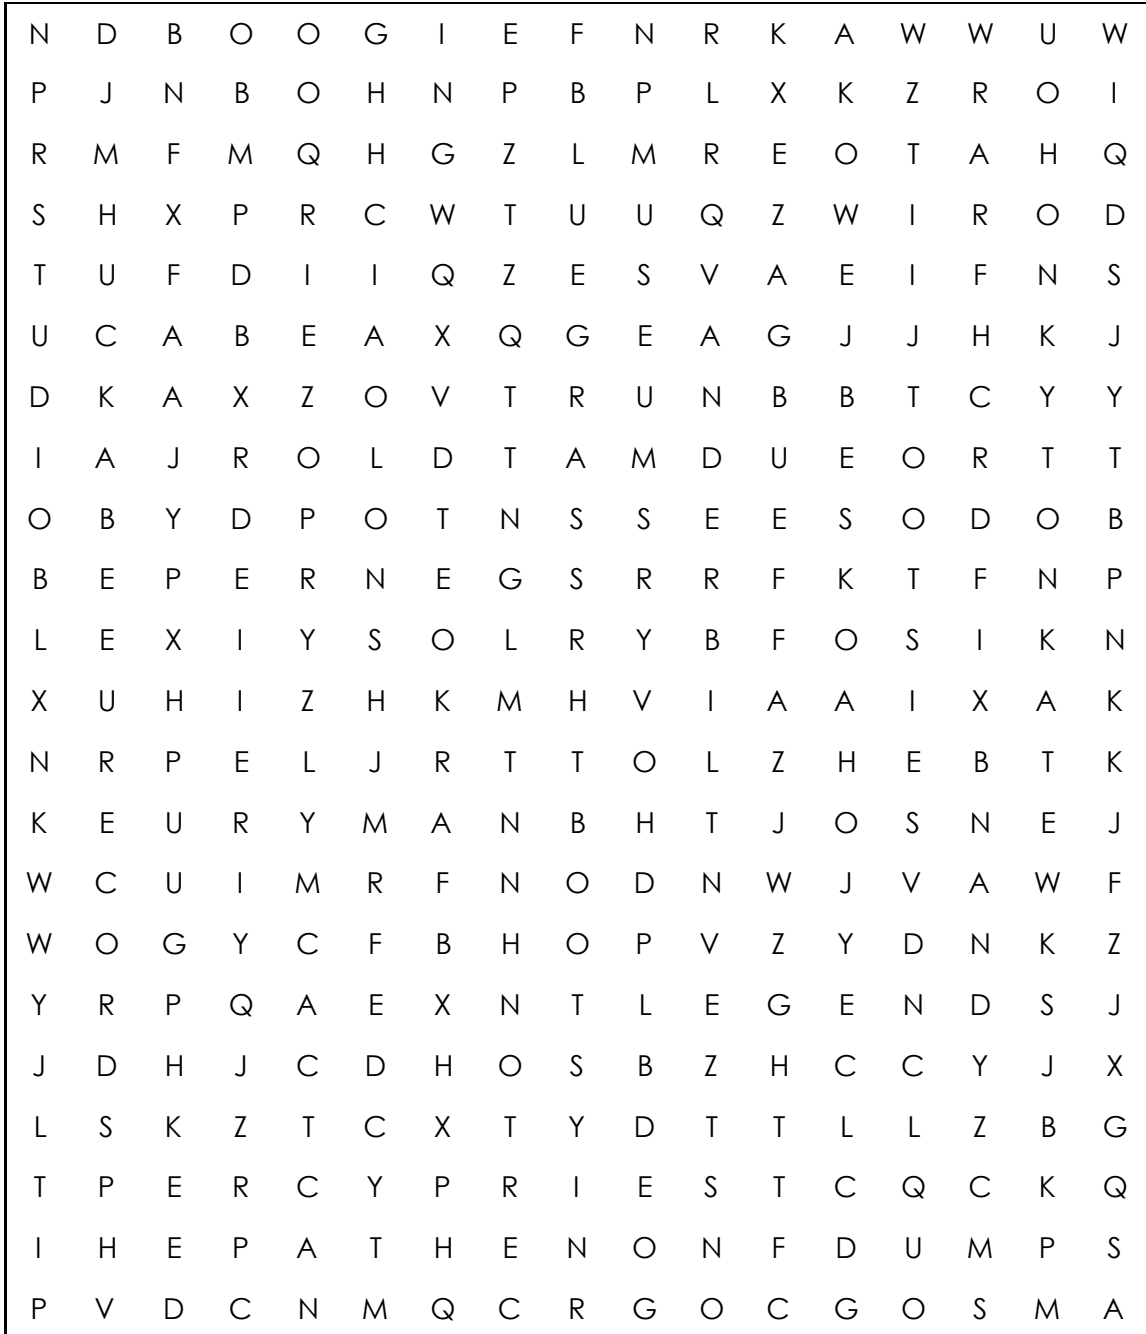 N D B O O G I E F N R K A W W U W
P J N B O H N P B P L X K Z R O I
R M F M Q H G Z L M R E O T A H Q
S H X P R C W T U U Q Z W I R O D
T U F D I I Q Z E S V A E I F N S
U C A B E A X Q G E A G J J H K J
D K A X Z O V T R U N B B T C Y Y
I A J R O L D T A M D U E O R T T
O B Y D P O T N S S E E S O D O B
B E P E R N E G S R R F K T F N P
L E X I Y S O L R Y B F O S I K N
X U H I Z H K M H V I A A I X A K
N R P E L J R T T O L Z H E B T K
K E U R Y M A N B H T J O S N E J
W C U I M R F N O D N W J V A W F
W O G Y C F B H O P V Z Y D N K Z
Y R P Q A E X N T L E G E N D S J
J D H J C D H O S B Z H C C Y J X
L S K Z T C X T Y D T T L L Z B G
T P E R C Y P R I E S T C Q C K Q
I H E P A T H E N O N F D U M P S
P V D C N M Q C R G O C G O S M A